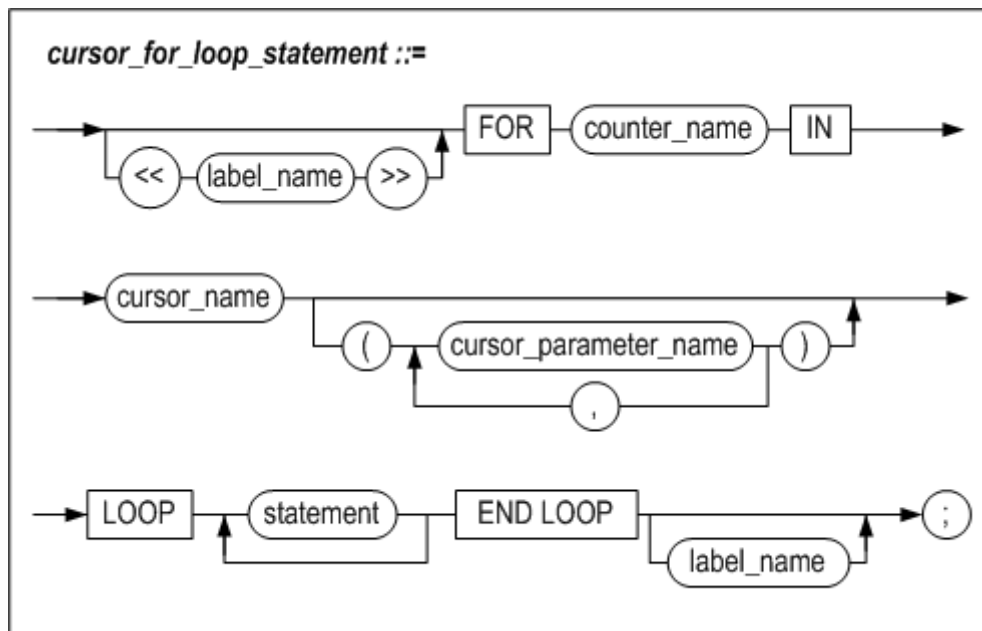 cursor_for_loop_statement ::=
FOR counter_name IN
<< label_name >>
cursor_name
( cursor_parameter_name )
,
LOOP statement END LOOP ;
label_name